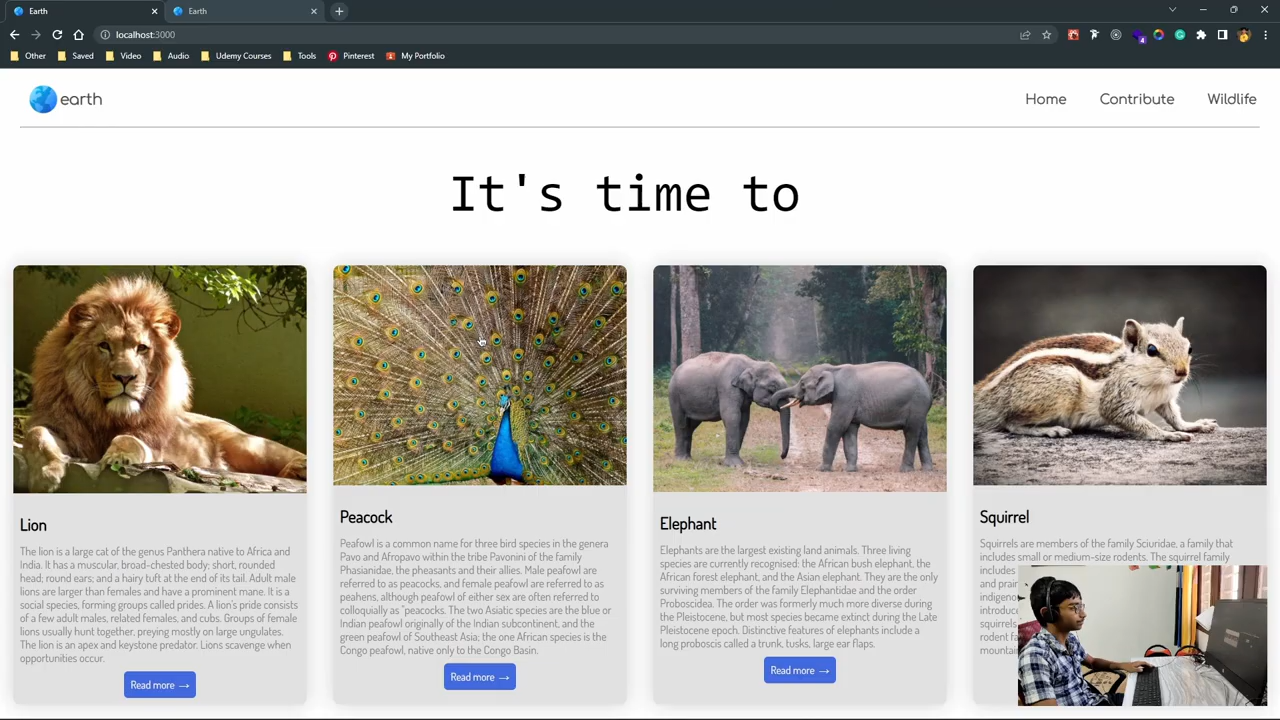 Earth
Earth
localhost:3000
Other Saved Video Audio Udemy Courses Tools Pinterest My Portfolio
4
earth
Home Contribute Wildlife
It's time to
Lion
The lion is a large cat of the genus Panthera native to Africa and
India. It has a muscular, broad-chested body; short, rounded
head; round ears; and a hairy tuft at the end of its tail. Adult male
lions are larger than females and have a prominent mane. It is a
social species, forming groups called prides. A lion's pride consists
of a few adult males, related females, and cubs. Groups of female
lions usually hunt together, preying mostly on large ungulates.
The lion is an apex and keystone predator. Lions scavenge when
opportunities occur.
Read more →
Peacock
Peafowl is a common name for three bird species in the genera
Pavo and Afropavo within the tribe Pavonini of the family
Phasianidae, the pheasants and their allies. Male peafowl are
referred to as peacocks, and female peafowl are referred to as
peahens, although peafowl of either sex are often referred to
colloquially as "peacocks. The two Asiatic species are the blue or
Indian peafowl originally of the Indian subcontinent, and the
green peafowl of Southeast Asia; the one African species is the
Congo peafowl, native only to the Congo Basin.
Read more →
Elephant
Elephants are the largest existing land animals. Three living
species are currently recognised: the African bush elephant, the
African forest elephant, and the Asian elephant. They are the only
surviving members of the family Elephantidae and the order
Proboscidea. The order was formerly much more diverse during
the Pleistocene, but most species became extinct during the Late
Pleistocene epoch. Distinctive features of elephants include a
long proboscis called a trunk, tusks, large ear flaps.
Read more →
Squirrel
Squirrels are members of the family Sciuridae, a family that
includes small or medium-size rodents. The squirrel family
includes
and prair
indigeno
introduce
squirrels
rodent fa
mountai